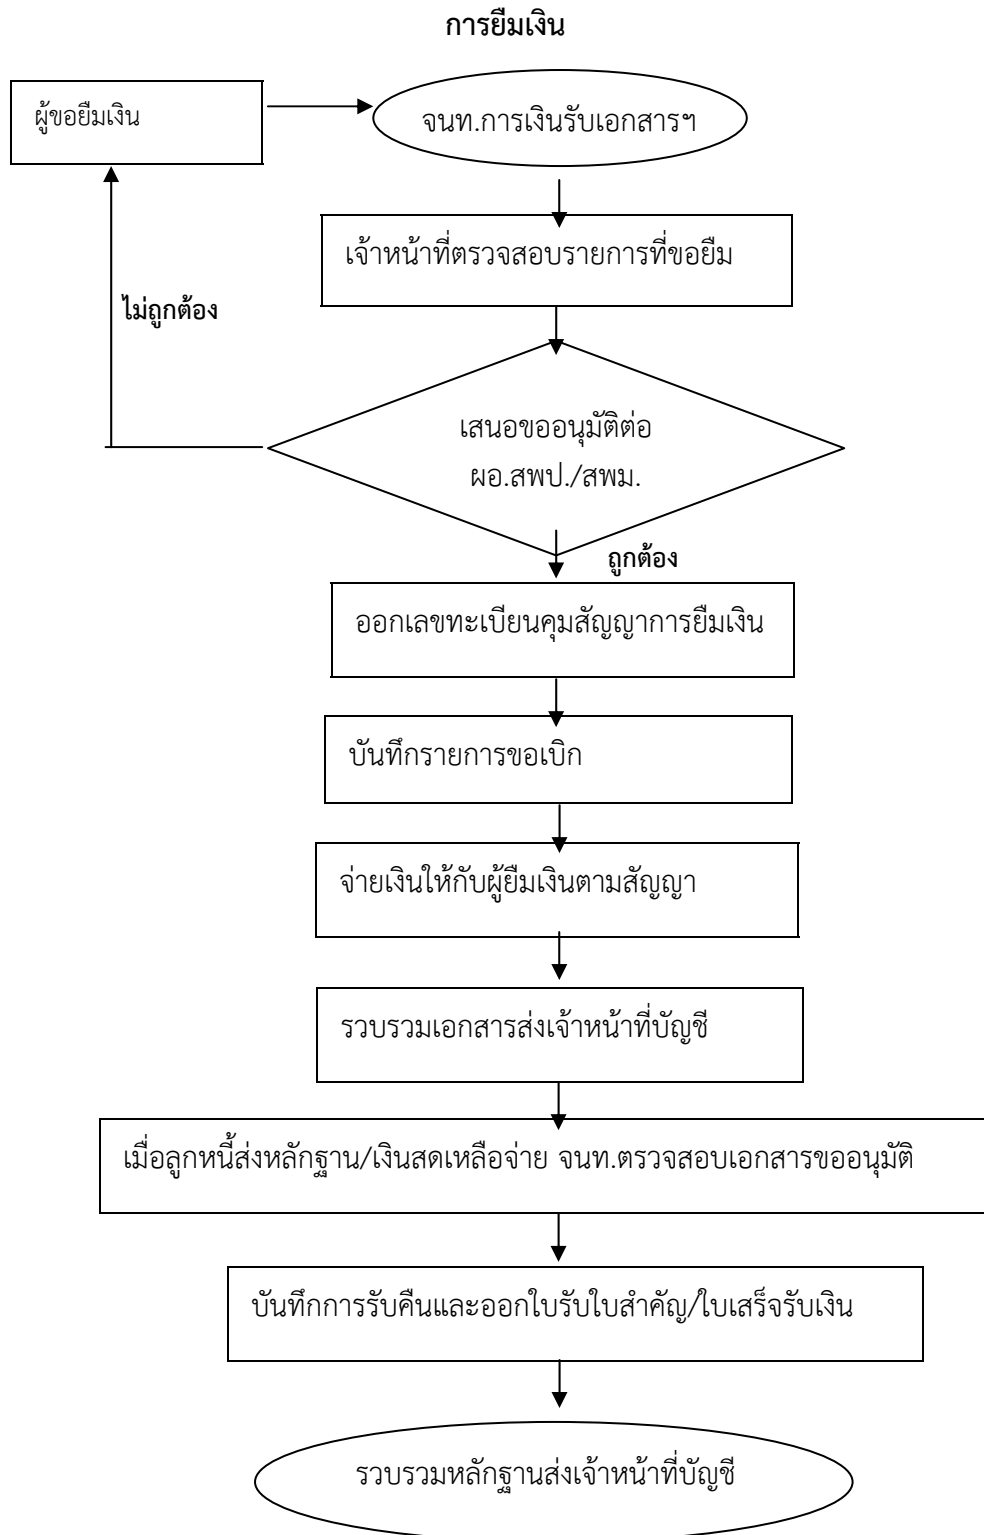 การยืมเงิน
ผู้ขอยืมเงิน
จนท.การเงินรับเอกสารฯ
เจ้าหน้าที่ตรวจสอบรายการที่ขอยืม
ไม่ถูกต้อง
เสนอขออนุมัติต่อ
ผอ.สพป./สพม.
ถูกต้อง
ออกเลขทะเบียนคุมสัญญาการยืมเงิน
บันทึกรายการขอเบิก
จ่ายเงินให้กับผู้ยืมเงินตามสัญญา
รวบรวมเอกสารส่งเจ้าหน้าที่บัญชี
เมื่อลูกหนี้ส่งหลักฐาน/เงินสดเหลือจ่าย จนท.ตรวจสอบเอกสารขออนุมัติ
บันทึกการรับคืนและออกใบรับใบสำคัญ/ใบเสร็จรับเงิน
รวบรวมหลักฐานส่งเจ้าหน้าที่บัญชี